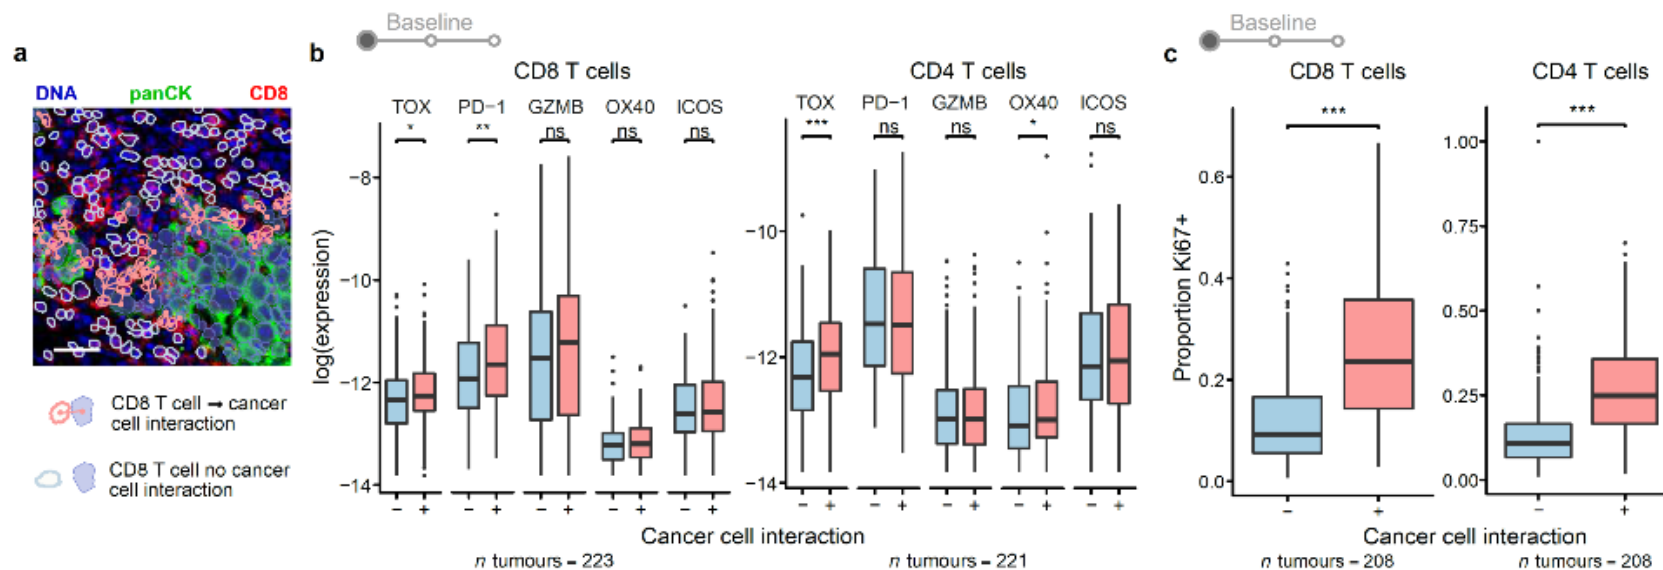 a
DNA panCK CD8
CD8 T cell → cancer
cell interaction
CD8 T cell no cancer
cell interaction
b
Baseline
CD8 T cells
TOX PD−1 GZMB OX40 ICOS
* ** ns ns ns
log(expression)
−8
−10
−12
−14
− + − + − + − + − +
n tumours – 223
CD4 T cells
TOX PD−1 GZMB OX40 ICOS
*** ns ns * ns
−10
−12
−14
− + − + − + − + − +
Cancer cell interaction
n tumours – 221
c
Baseline
CD8 T cells
***
Proportion Ki67+
0.6
0.4
0.2
0.0
− +
n tumours – 208
CD4 T cells
***
1.00
0.75
0.50
0.25
0.00
− +
Cancer cell interaction
n tumours – 208